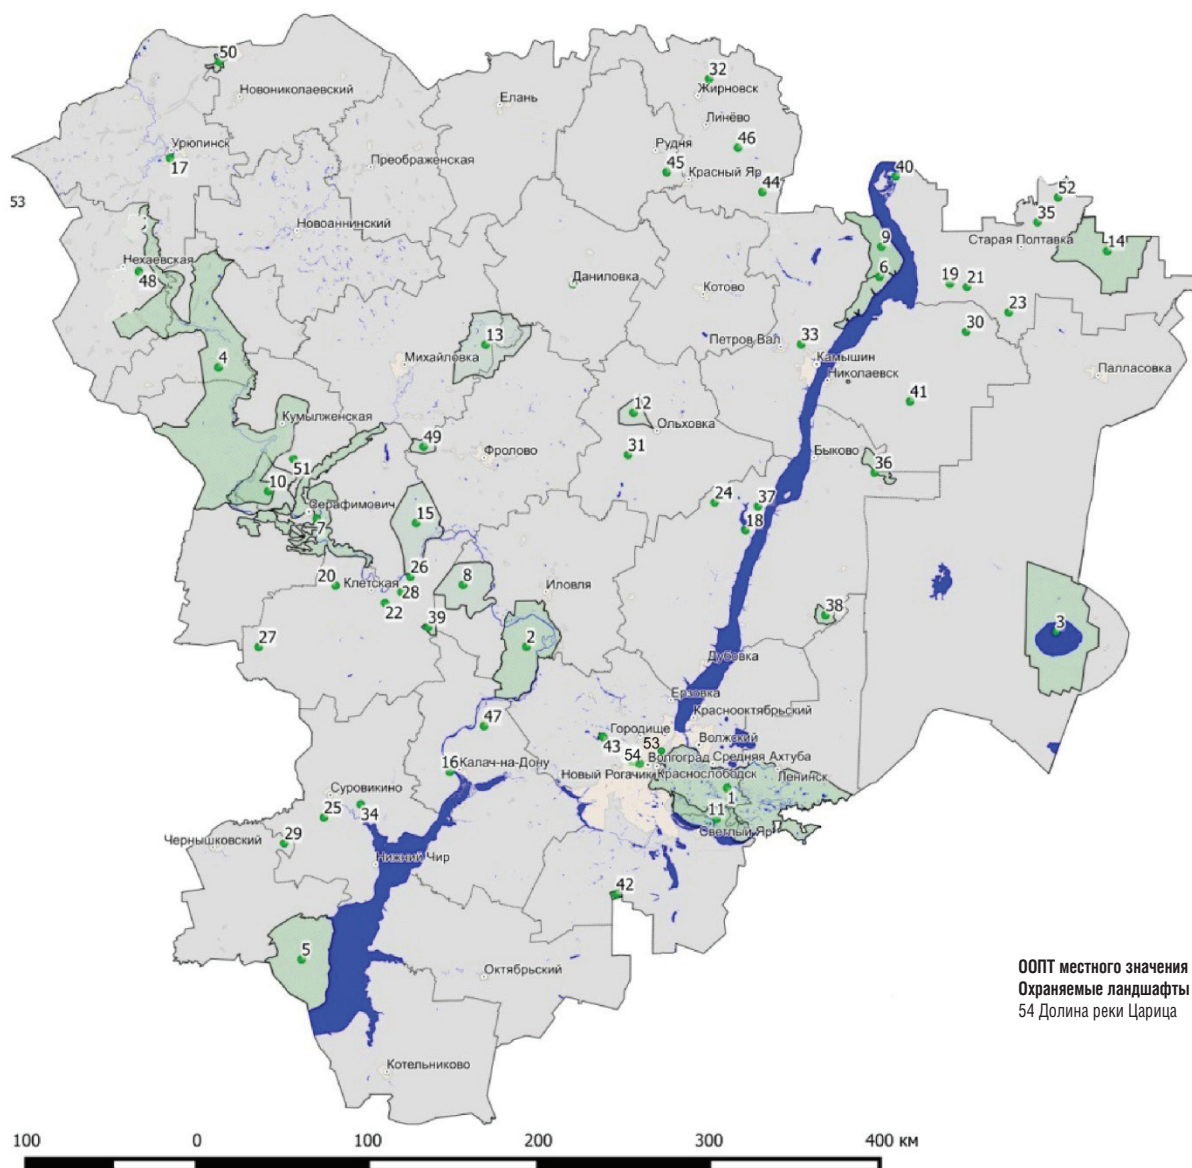 50
32
Новониколаевский
Жирновск
Елань
Линёво
46
Урюпинск
Рудня
17
Преображенская
45
Красный Яр
40
44
52
53
35
Новоаннинский
Старая Полтавка
14
9
Нехаевская
48
6
Даниловка
19
21
Котово
23
30
13
Петров Вал
33
Михайловка
Камышин
4
Николаевск
Палласовка
41
12
Кумылженская
Ольховка
49
31
Фролово
Быково
51
36
10
24
37
Серафимович
15
7
18
26
20
Клетская
8
Иловля
28
22
38
39
3
27
2
Дубовка
Ерзовка
Краснооктябрьский
47
Городище
Волжский
43
53
54
Волгоград
Средняя Ахтуба
16
Калач-на-Дону
Новый Рогачик
Краснослободск
Ленинск
Суровикино
1
25
34
11
Светлый Яр
Чернышковский
29
Нижний Чир
42
5
Октябрьский
ООПТ местного значения
Охраняемые ландшафты
54 Долина реки Царица
Котельниково
100 0 100 200 300 400 км